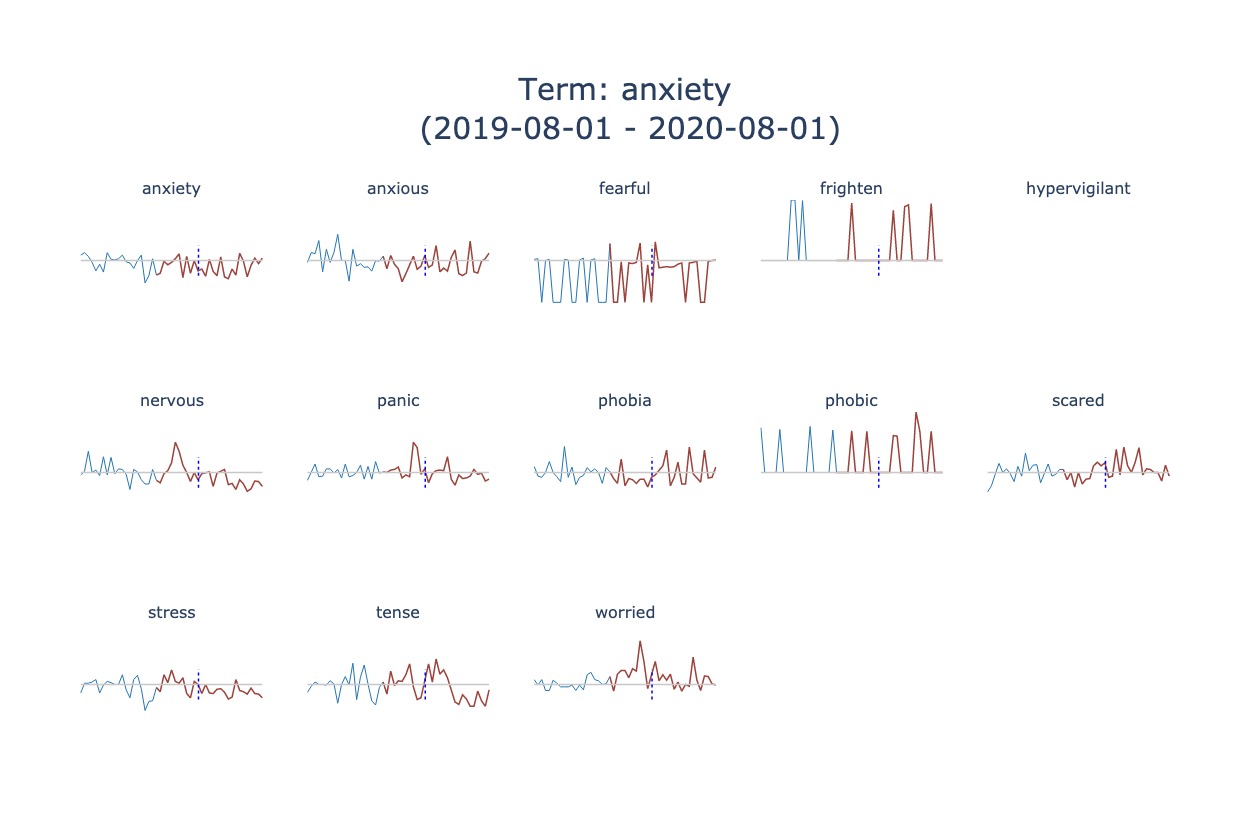 Term: anxiety
(2019-08-01 - 2020-08-01)
anxiety
anxious
fearful
frighten
hypervigilant
nervous
panic
phobia
phobic
scared
stress
tense
worried